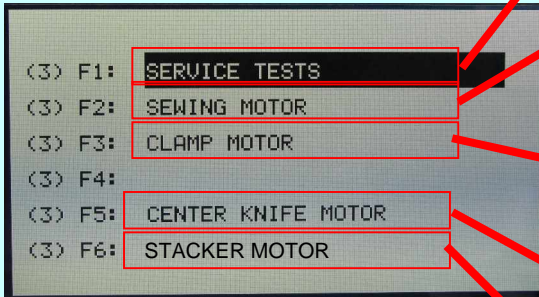 (3) F1: SERVICE TESTS
(3) F2: SEWING MOTOR
(3) F3: CLAMP MOTOR
(3) F4:
(3) F5: CENTER KNIFE MOTOR
(3) F6: STACKER MOTOR